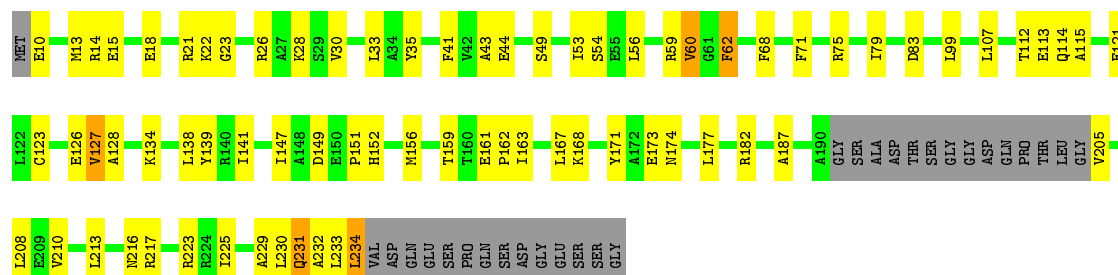 MET E10 M13 R14 E15 E18 R21 K22 G23 R26 A27 K28 S29 V30 L33 A34 Y35 F41 V42 A43 E44 S49 I53 S54 E55 L56 R59 V60 G61 F62 F68 F71 R75 I79 D83 L99 L107 T112 E113 Q114 A115
L122 C123 E126 V127 A128 K134 L138 Y139 R140 I141 I147 A148 D149 E150 P151 H152 M156 T159 T160 E161 P162 I163 L167 K168 Y171 A172 E173 N174 L177 R182 A187 A190 GLY SER ALA ASP THR SER GLY GLY ASP GLN PRO THR LEU GLY V205
L208 E209 V210 L213 N216 R217 R223 R224 I225 A229 L230 Q231 A232 L233 L234 VAL ASP GLN GLU SER PRO GLN SER ASP GLY GLU SER SER GLY